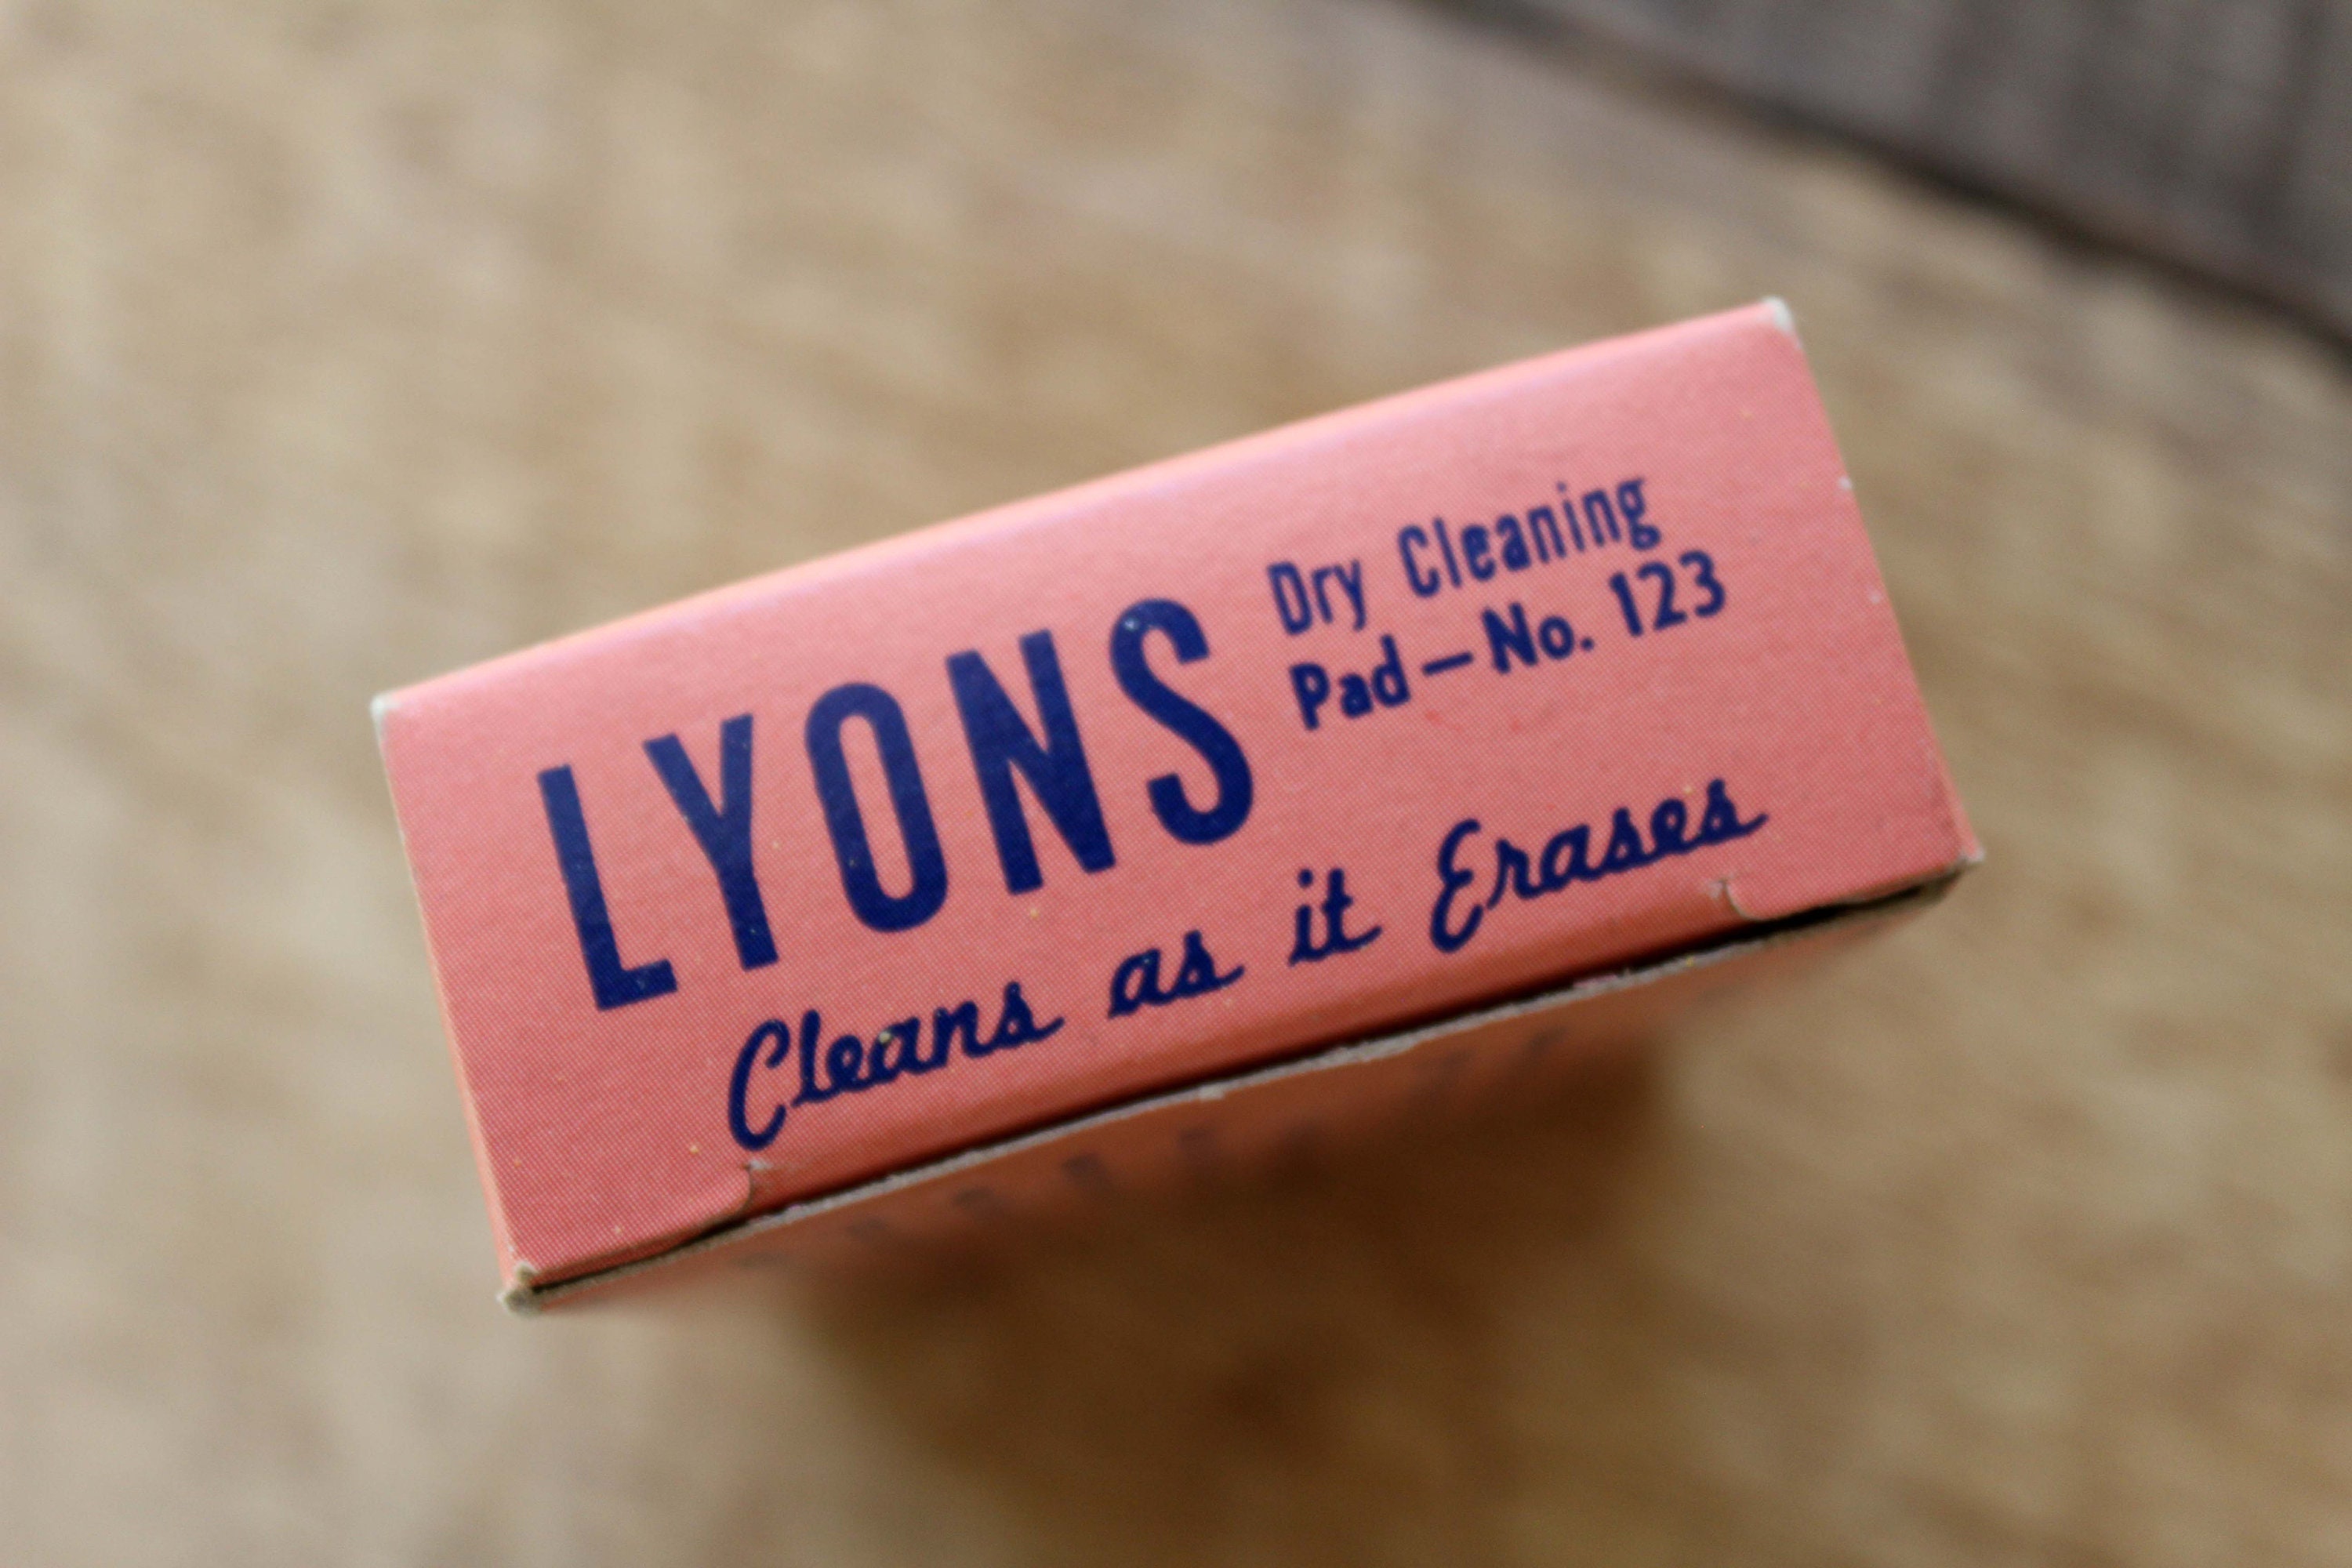 LYONS
Dry Cleaning
Pad—No. 123
Cleans as it Erases